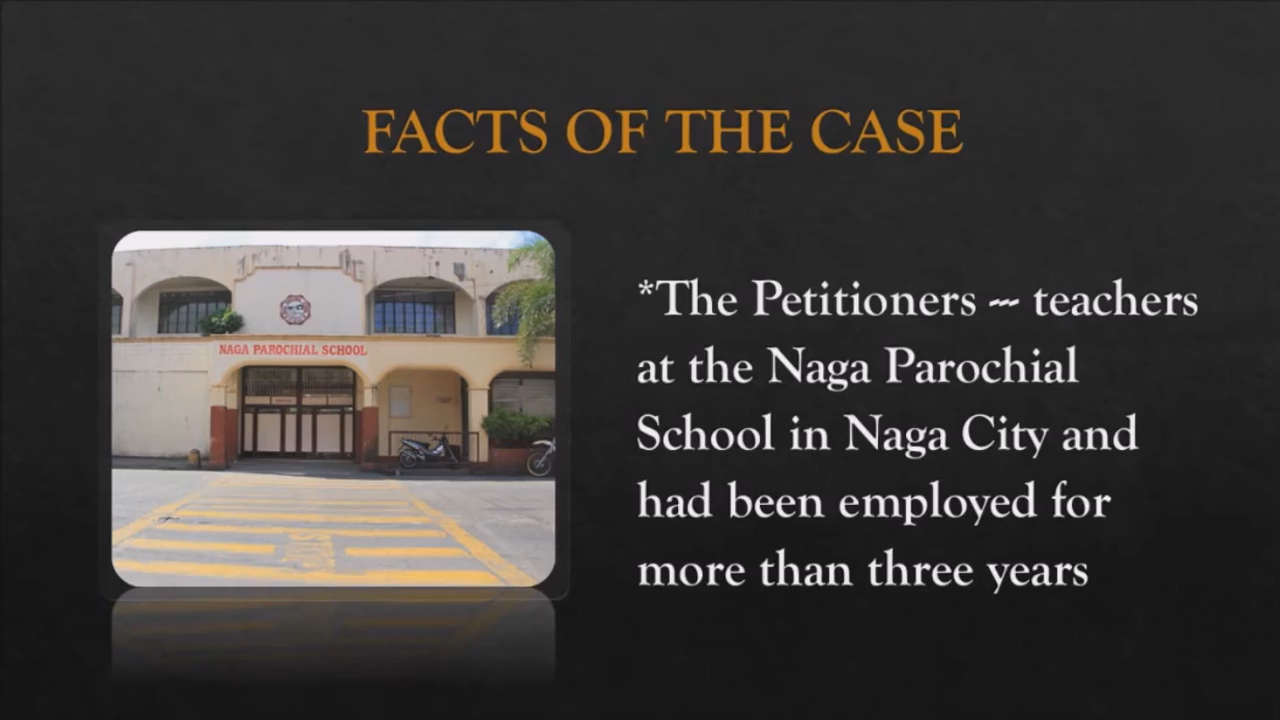 FACTS OF THE CASE
NAGA PAROCHIAL SCHOOL
*The Petitioners --- teachers
at the Naga Parochial
School in Naga City and
had been employed for
more than three years